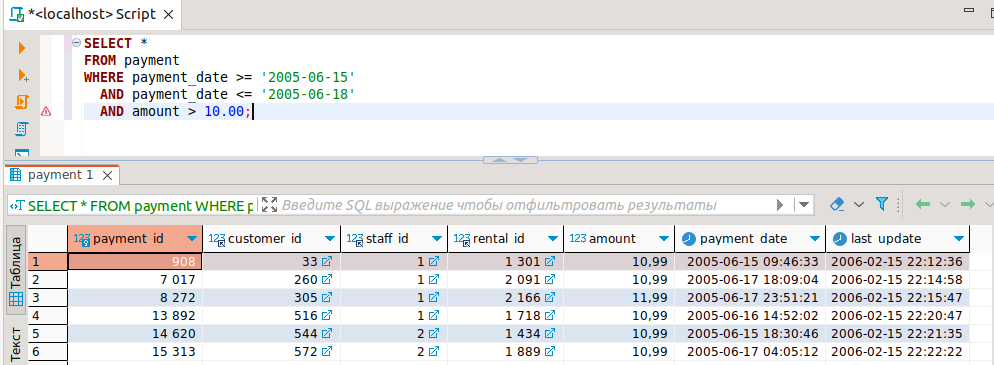 *<localhost> Script
SELECT *
FROM payment
WHERE payment_date >= '2005-06-15'
AND payment_date <= '2005-06-18'
AND amount > 10.00;
payment 1
SELECT * FROM payment WHERE p
Введите SQL выражение чтобы отфильтровать результаты
Таблица
Текст
123 payment_id 123 customer_id 123 staff_id 123 rental_id 123 amount payment_date last_update
1 908 33 1 1 301 10,99 2005-06-15 09:46:33 2006-02-15 22:12:36
2 7 017 260 1 2 091 10,99 2005-06-17 18:09:04 2006-02-15 22:14:58
3 8 272 305 1 2 166 11,99 2005-06-17 23:51:21 2006-02-15 22:15:47
4 13 892 516 1 1 718 10,99 2005-06-16 14:52:02 2006-02-15 22:20:47
5 14 620 544 2 1 434 10,99 2005-06-15 18:30:46 2006-02-15 22:21:35
6 15 313 572 2 1 889 10,99 2005-06-17 04:05:12 2006-02-15 22:22:22